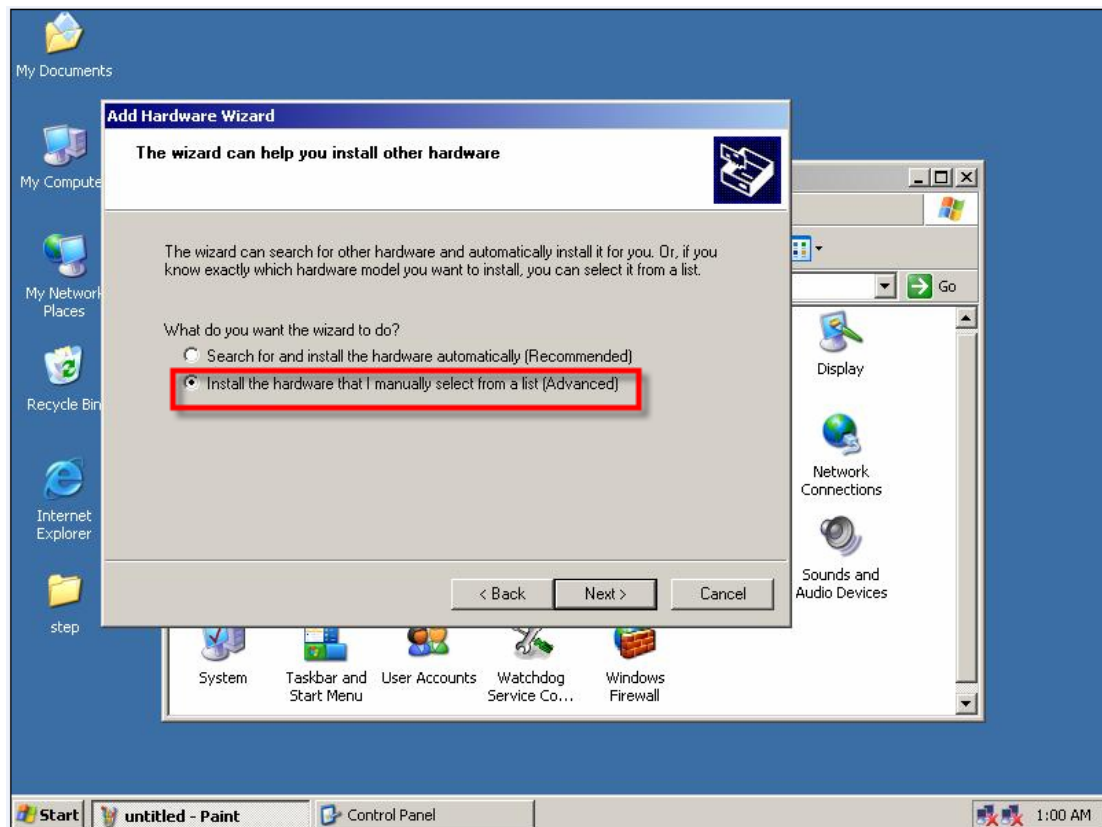 My Documents
My Compute
My Network
Places
Recycle Bin
Internet
Explorer
step
Add Hardware Wizard
The wizard can help you install other hardware
The wizard can search for other hardware and automatically install it for you. Or, if you
know exactly which hardware model you want to install, you can select it from a list.
What do you want the wizard to do?
Search for and install the hardware automatically (Recommended)
Install the hardware that I manually select from a list (Advanced)
< Back
Next >
Cancel
Go
Display
Network
Connections
Sounds and
Audio Devices
System
Taskbar and
Start Menu
User Accounts
Watchdog
Service Co...
Windows
Firewall
Start
untitled - Paint
Control Panel
1:00 AM